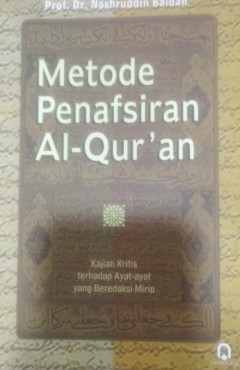 Prof. Dr. Nashruddin Baidan
Metode
Penafsiran
Al-Qur'an
Kajian Kritis
terhadap Ayat-ayat
yang Beredaksi Mirip